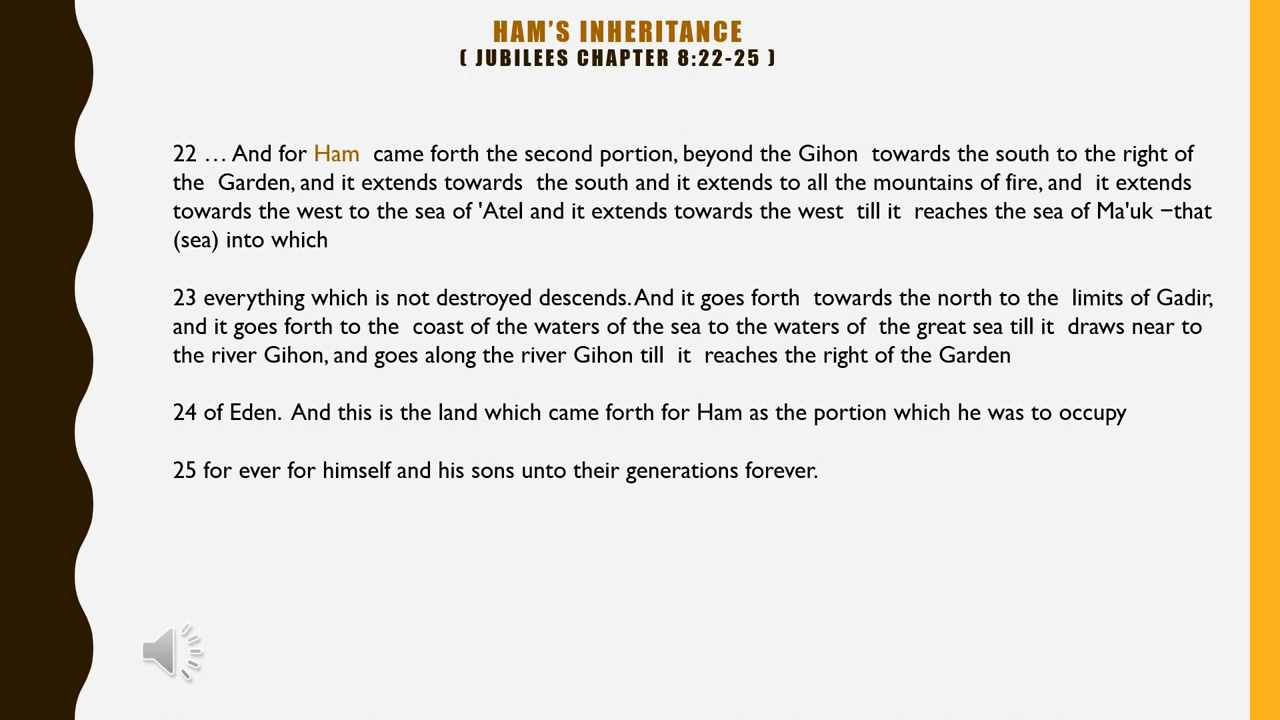 HAM'S INHERITANCE
( JUBILEES CHAPTER 8:22-25 )
22 … And for Ham came forth the second portion, beyond the Gihon towards the south to the right of
the Garden, and it extends towards the south and it extends to all the mountains of fire, and it extends
towards the west to the sea of 'Atel and it extends towards the west till it reaches the sea of Ma'uk –that
(sea) into which
23 everything which is not destroyed descends. And it goes forth towards the north to the limits of Gadir,
and it goes forth to the coast of the waters of the sea to the waters of the great sea till it draws near to
the river Gihon, and goes along the river Gihon till it reaches the right of the Garden
24 of Eden. And this is the land which came forth for Ham as the portion which he was to occupy
25 for ever for himself and his sons unto their generations forever.